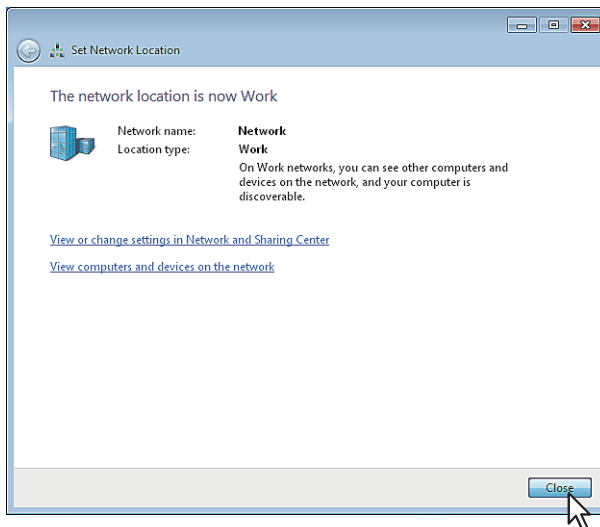 Set Network Location
The network location is now Work
Network name: Network
Location type: Work
On Work networks, you can see other computers and
devices on the network, and your computer is
discoverable.
View or change settings in Network and Sharing Center
View computers and devices on the network
Close